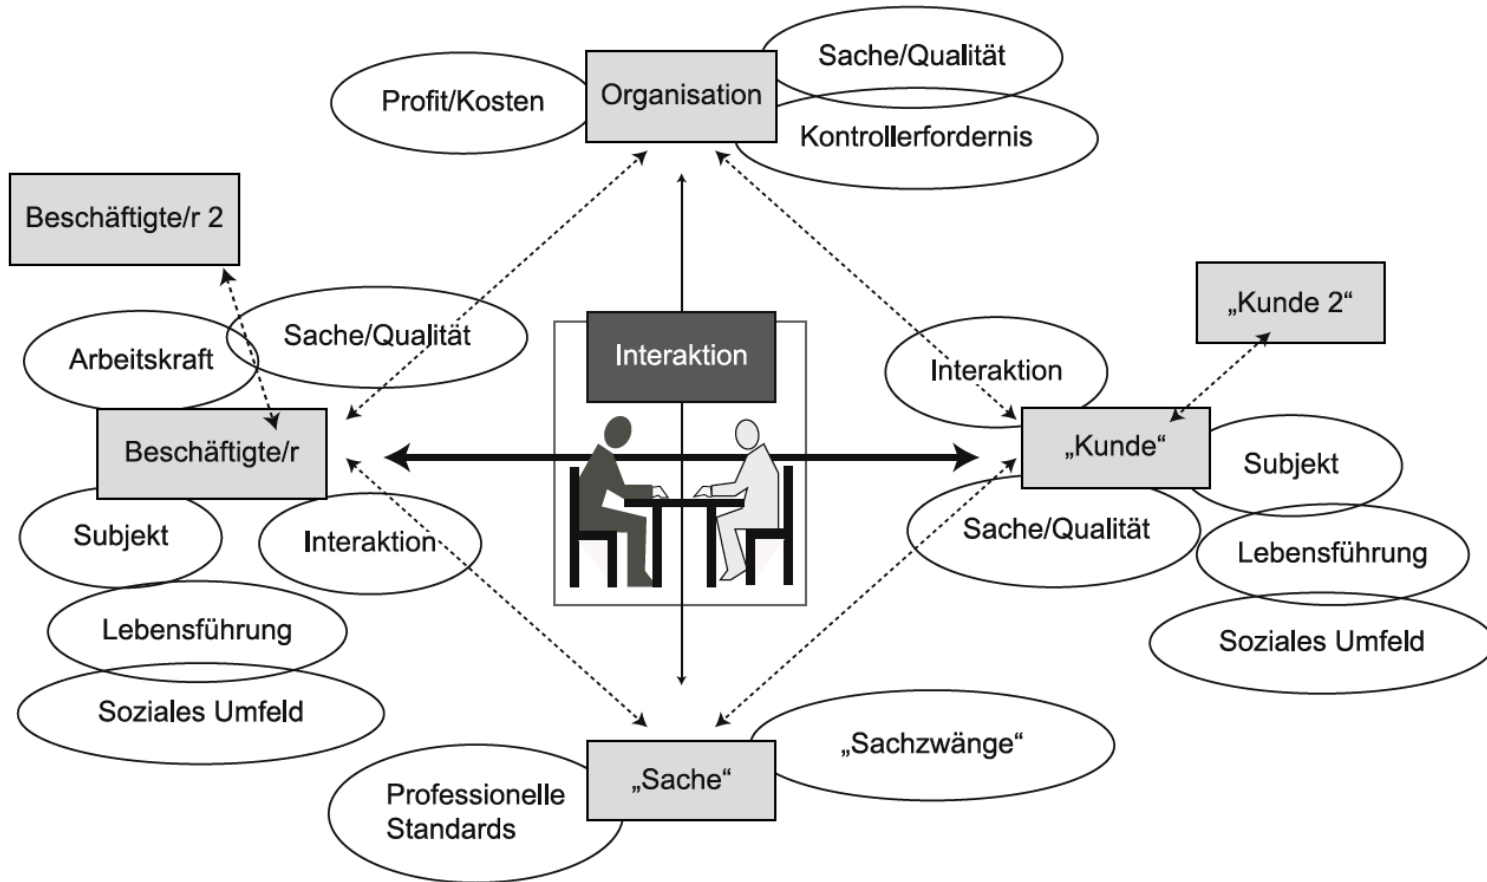 Sache/Qualität
Profit/Kosten
Organisation
Kontrollerfordernis
Beschäftigte/r 2
„Kunde 2“
Sache/Qualität
Arbeitskraft
Interaktion
Interaktion
Beschäftigte/r
„Kunde“
Subjekt
Subjekt
Interaktion
Sache/Qualität
Lebensführung
Lebensführung
Soziales Umfeld
Soziales Umfeld
„Sachzwänge“
„Sache“
Professionelle
Standards